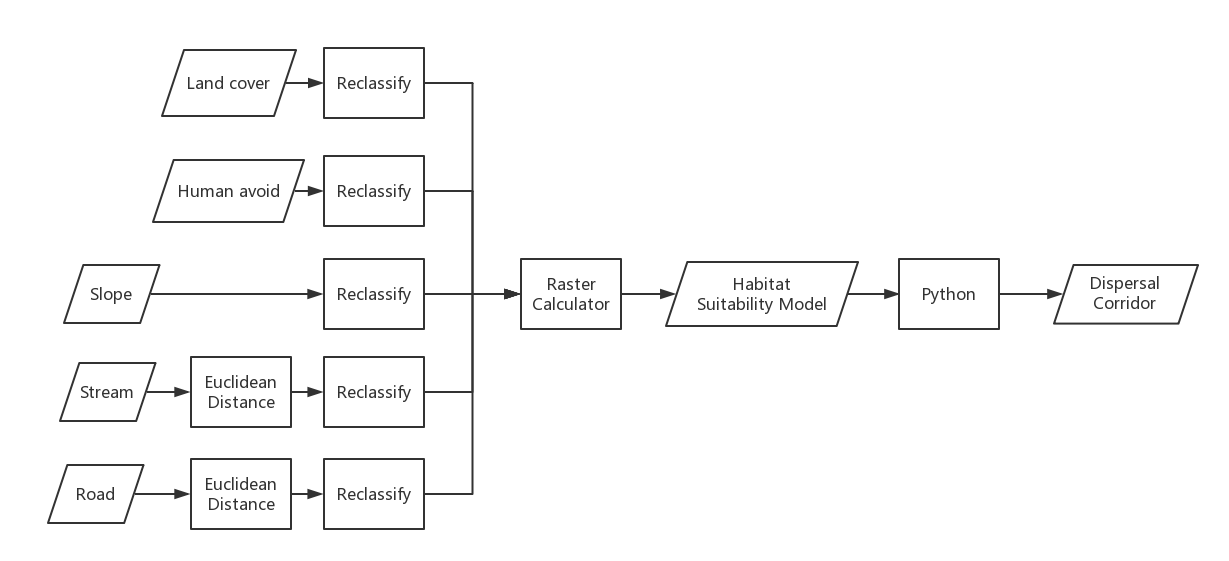 Land cover
Reclassify
Human avoid
Reclassify
Slope
Reclassify
Raster
Calculator
Habitat
Suitability Model
Python
Dispersal
Corridor
Stream
Euclidean
Distance
Reclassify
Road
Euclidean
Distance
Reclassify